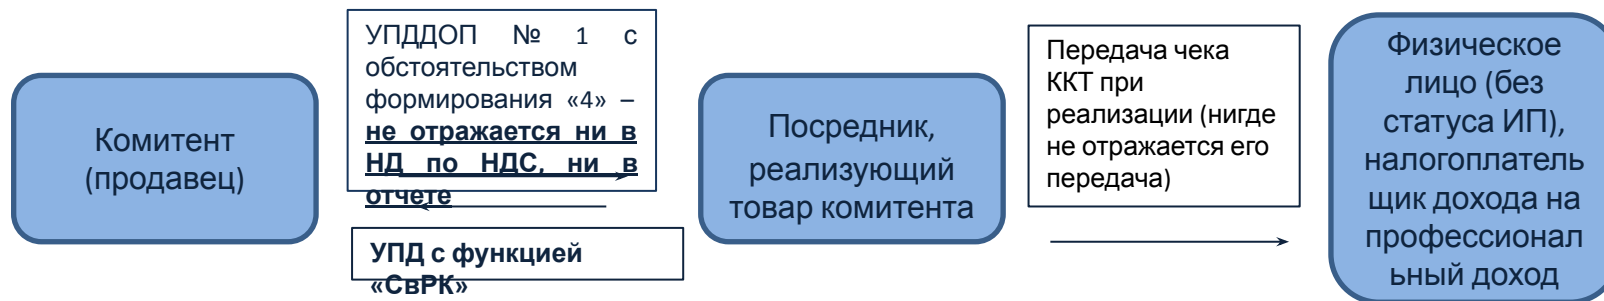 Комитент
(продавец)
УПДДОП № 1 с
обстоятельством
формирования «4» –
не отражается ни в
НД по НДС, ни в
отчете
УПД с функцией
«СвРК»
Посредник,
реализующий
товар комитента
Передача чека
ККТ при
реализации (нигде
не отражается его
передача)
Физическое
лицо (без
статуса ИП),
налогоплатель
щик дохода на
профессионал
ьный доход